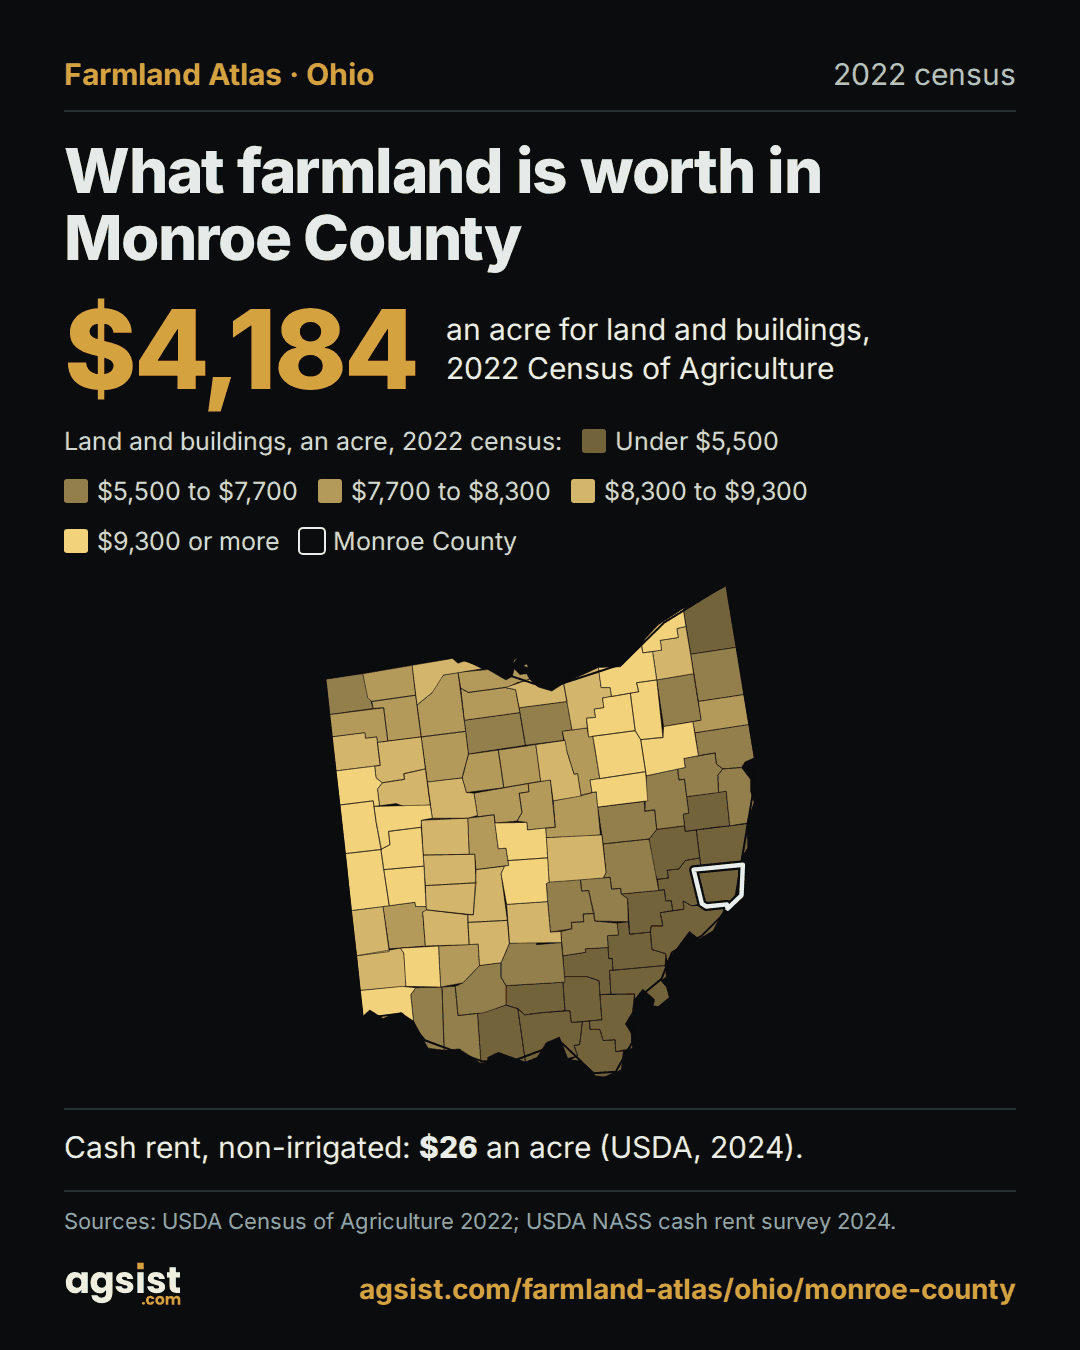 Farmland Atlas · Ohio
2022 census
What farmland is worth in
Monroe County
$4,184
an acre for land and buildings,
2022 Census of Agriculture
Land and buildings, an acre, 2022 census: Under $5,500
$5,500 to $7,700 $7,700 to $8,300 $8,300 to $9,300
$9,300 or more Monroe County
Cash rent, non-irrigated: $26 an acre (USDA, 2024).
Sources: USDA Census of Agriculture 2022; USDA NASS cash rent survey 2024.
agsist
.com
agsist.com/farmland-atlas/ohio/monroe-county